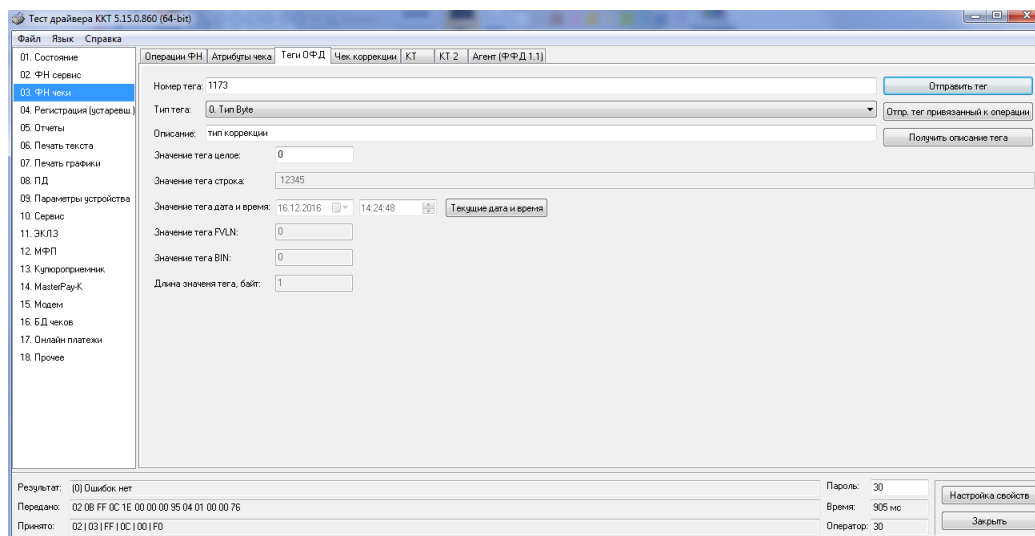 Тест драйвера ККТ 5.15.0.860 (64-bit)
Файл Язык Справка
01. Состояние
02. ФН сервис
03. ФН чеки
04. Регистрация (устаревш.)
05. Отчеты
06. Печать текста
07. Печать графики
08. ПД
09. Параметры устройства
10. Сервис
11. ЭКЛЗ
12. МФП
13. Купюроприемник
14. MasterPay-K
15. Модем
16. БД чеков
17. Онлайн платежи
18. Прочее
Операции ФН Атрибуты чека Теги ОФД Чек коррекции КТ КТ 2 Агент (ФФД 1.1)
Номер тега: 1173 Отправить тег
Тип тега: 0. Тип Byte Отпр. тег привязанный к операции
Описание: тип коррекции Получить описание тега
Значение тега целое: 0
Значение тега строка: 12345
Значение тега дата и время: 16.12.2016 14:24:48 Текущие дата и время
Значение тега FVLN: 0
Значение тега BIN: 0
Длина значеня тега, байт: 1
Результат: (0) Ошибок нет Пароль: 30 Настройка свойств
Передано: 02 0B FF 0C 1E 00 00 00 95 04 01 00 00 76 Время: 905 мс
Принято: 02 | 03 | FF | 0C | 00 | F0 Оператор: 30 Закрыть